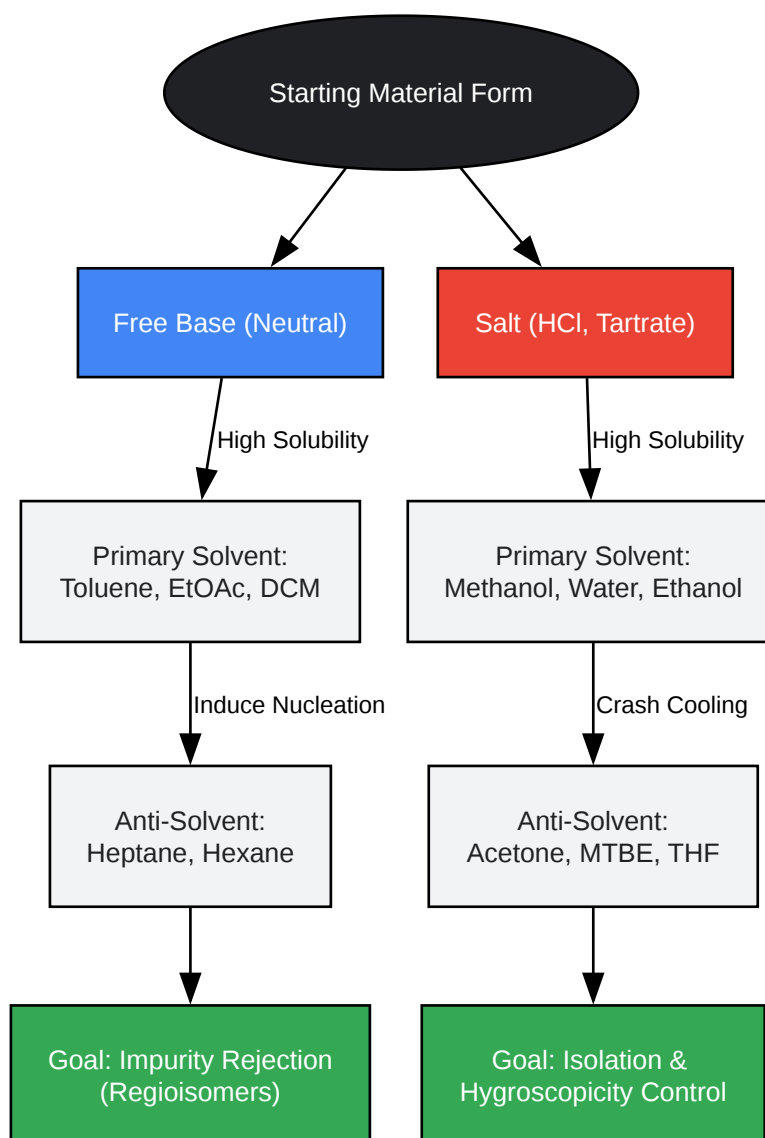 Starting Material Form
Free Base (Neutral)
Salt (HCl, Tartrate)
High Solubility
High Solubility
Primary Solvent:
Toluene, EtOAc, DCM
Primary Solvent:
Methanol, Water, Ethanol
Induce Nucleation
Crash Cooling
Anti-Solvent:
Heptane, Hexane
Anti-Solvent:
Acetone, MTBE, THF
Goal: Impurity Rejection
(Regioisomers)
Goal: Isolation &
Hygroscopicity Control